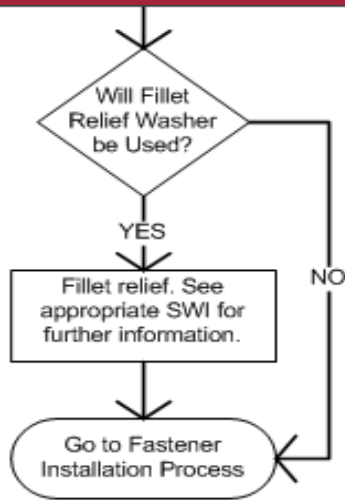 Will Fillet
Relief Washer
be Used?
YES
NO
Fillet relief. See
appropriate SWI for
further information.
Go to Fastener
Installation Process